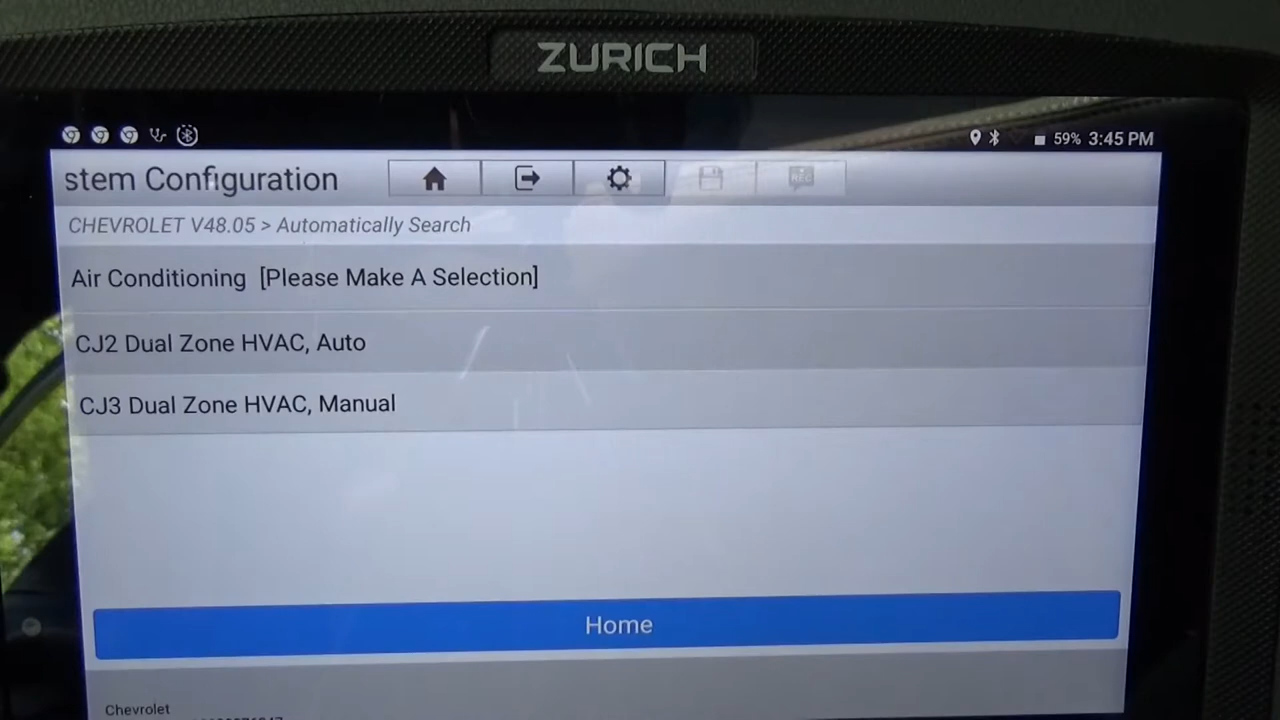 ZURICH
59% 3:45 PM
stem Configuration
REC
CHEVROLET V48.05 > Automatically Search
Air Conditioning [Please Make A Selection]
CJ2 Dual Zone HVAC, Auto
CJ3 Dual Zone HVAC, Manual
Home
Chevrolet